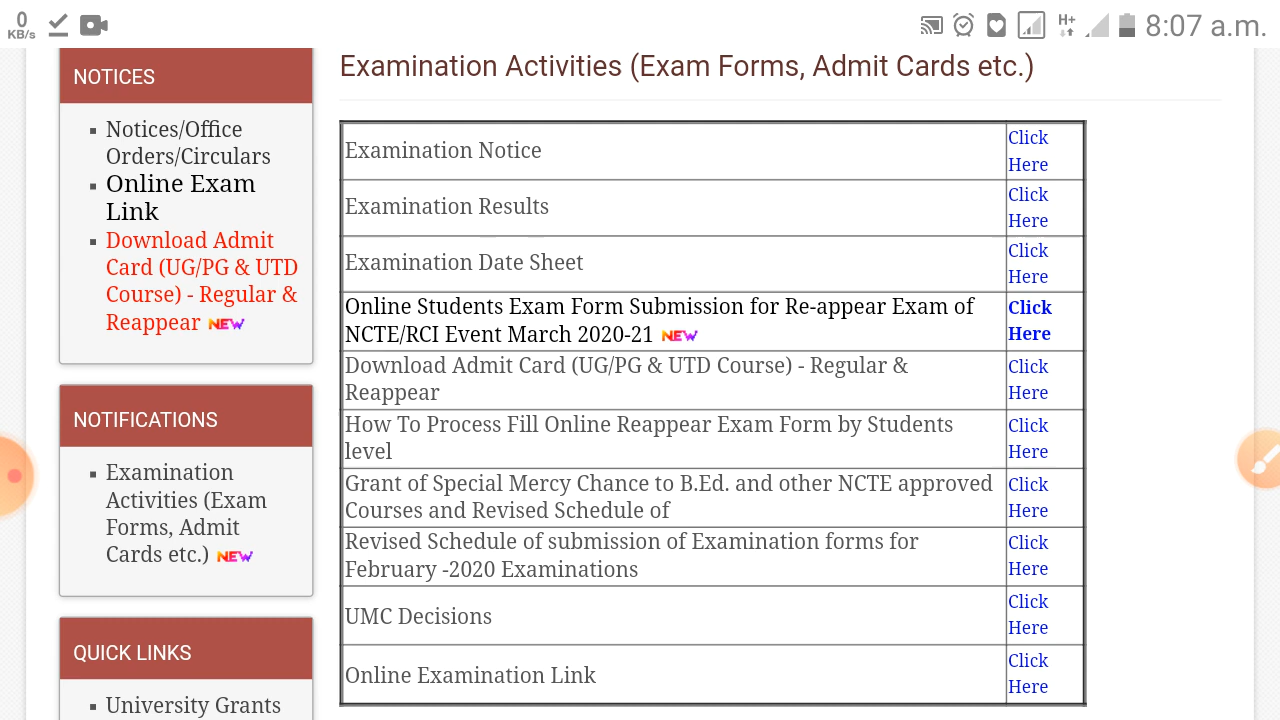 0
KB/s
H+
8:07 a.m.
NOTICES
Notices/Office
Orders/Circulars
Online Exam
Link
Download Admit
Card (UG/PG & UTD
Course) - Regular &
Reappear NEW
NOTIFICATIONS
Examination
Activities (Exam
Forms, Admit
Cards etc.) NEW
QUICK LINKS
University Grants
Examination Activities (Exam Forms, Admit Cards etc.)
Examination Notice
Click
Here
Examination Results
Click
Here
Examination Date Sheet
Click
Here
Online Students Exam Form Submission for Re-appear Exam of
NCTE/RCI Event March 2020-21 NEW
Click
Here
Download Admit Card (UG/PG & UTD Course) - Regular &
Reappear
Click
Here
How To Process Fill Online Reappear Exam Form by Students
level
Click
Here
Grant of Special Mercy Chance to B.Ed. and other NCTE approved
Courses and Revised Schedule of
Click
Here
Revised Schedule of submission of Examination forms for
February -2020 Examinations
Click
Here
UMC Decisions
Click
Here
Online Examination Link
Click
Here